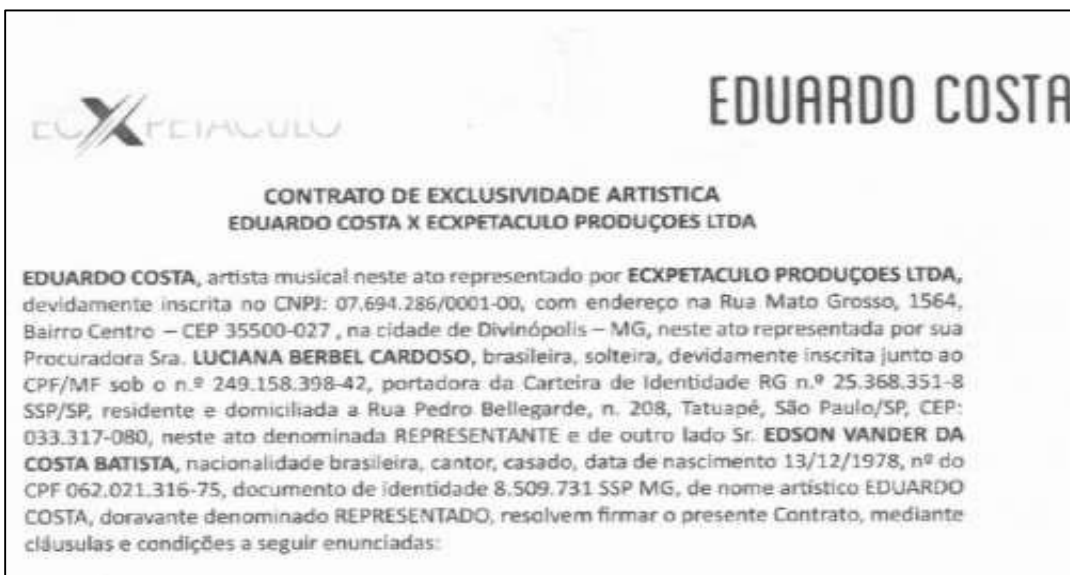 ECXPETACULO
EDUARDO COSTA
CONTRATO DE EXCLUSIVIDADE ARTISTICA
EDUARDO COSTA X ECXPETACULO PRODUÇOES LTDA
EDUARDO COSTA, artista musical neste ato representado por ECXPETACULO PRODUÇOES LTDA,
devidamente inscrita no CNPJ: 07.694.286/0001-00, com endereço na Rua Mato Grosso, 1564,
Bairro Centro – CEP 35500-027 , na cidade de Divinópolis – MG, neste ato representada por sua
Procuradora Sra. LUCIANA BERBEL CARDOSO, brasileira, solteira, devidamente inscrita junto ao
CPF/MF sob o n.º 249.158.398-42, portadora da Carteira de Identidade RG n.º 25.368.351-8
SSP/SP, residente e domiciliada a Rua Pedro Bellegarde, n. 208, Tatuapé, São Paulo/SP, CEP:
033.317-080, neste ato denominada REPRESENTANTE e de outro lado Sr. EDSON VANDER DA
COSTA BATISTA, nacionalidade brasileira, cantor, casado, data de nascimento 13/12/1978, nº do
CPF 062.021.316-75, documento de identidade 8.509.731 SSP MG, de nome artístico EDUARDO
COSTA, doravante denominado REPRESENTADO, resolvem firmar o presente Contrato, mediante
cláusulas e condições a seguir enunciadas: